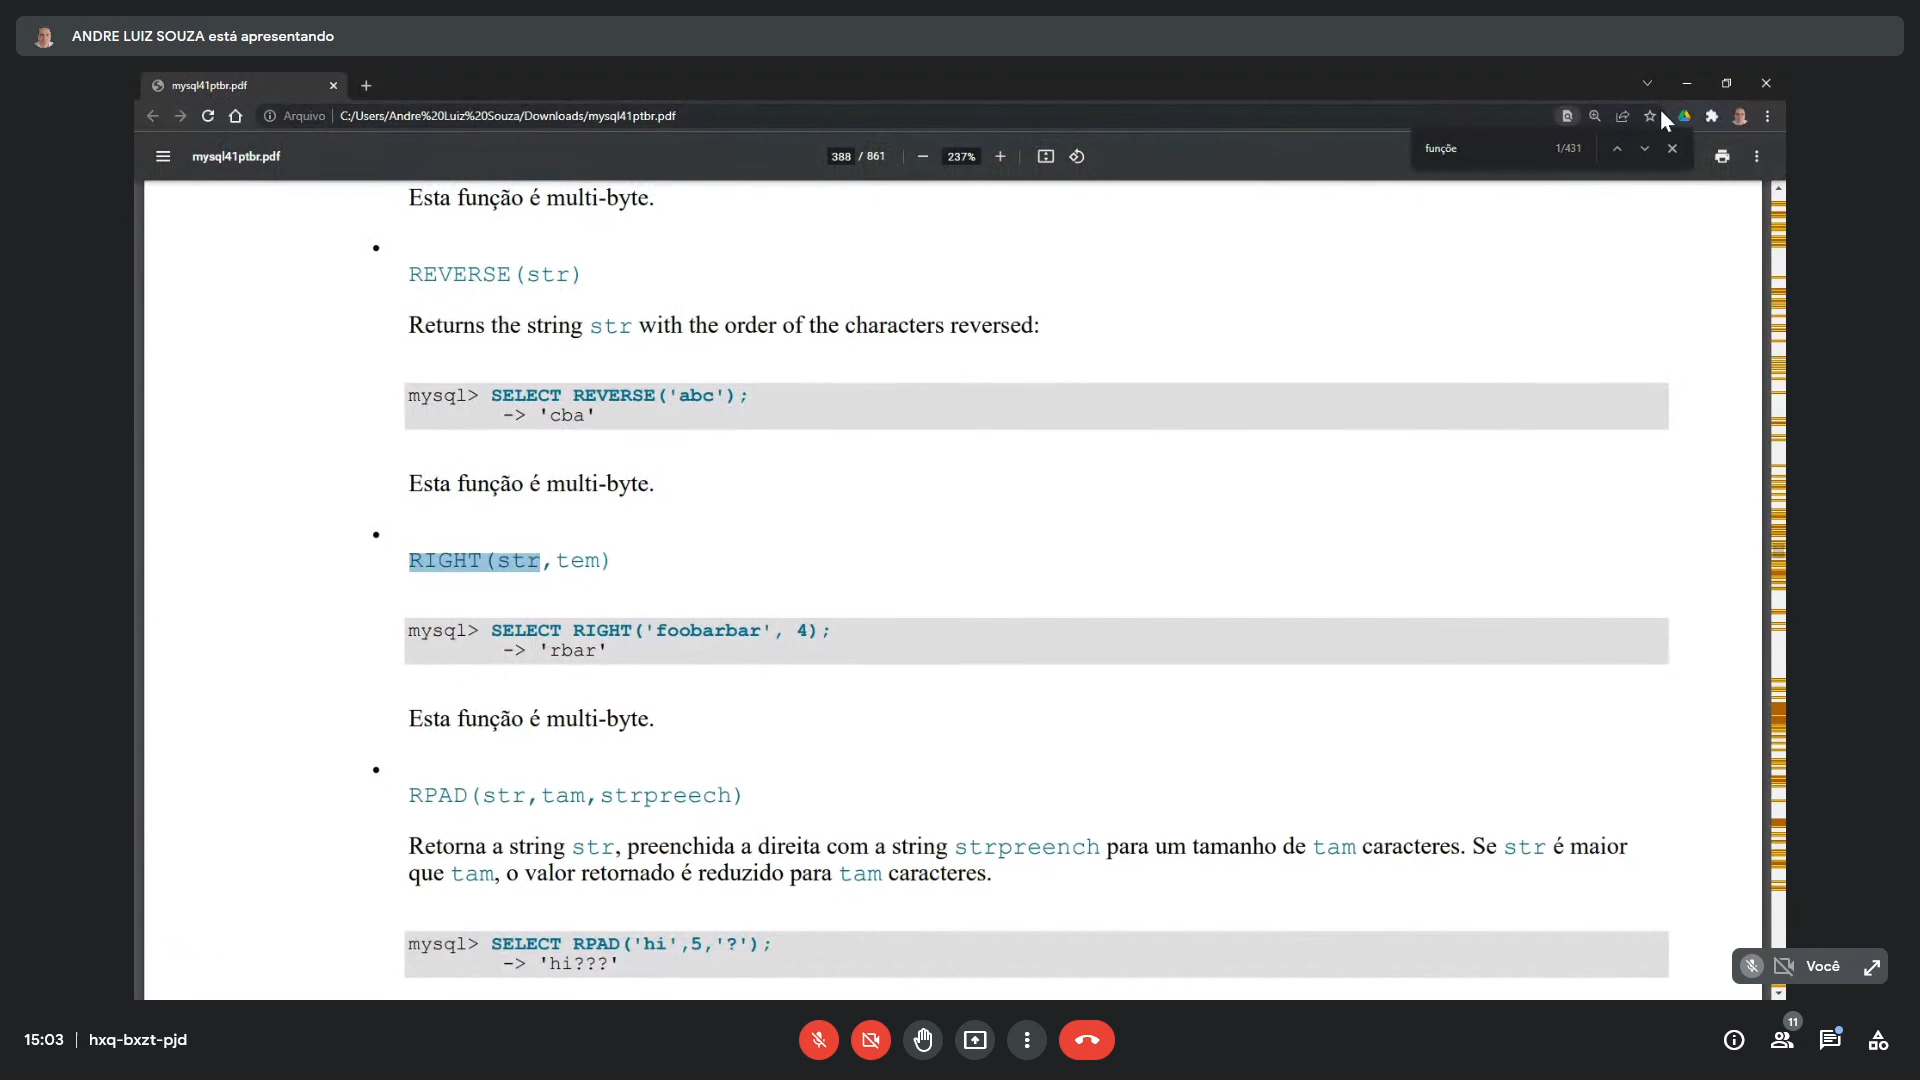 ANDRE LUIZ SOUZA está apresentando
mysql41ptbr.pdf
Arquivo C:/Users/Andre%20Luiz%20Souza/Downloads/mysql41ptbr.pdf
mysql41ptbr.pdf
388 / 861
237%
funçõe
1/431
Esta função é multi-byte.
•
REVERSE(str)
Returns the string str with the order of the characters reversed:
mysql> SELECT REVERSE('abc');
-> 'cba'
Esta função é multi-byte.
•
RIGHT(str,tem)
mysql> SELECT RIGHT('foobarbar', 4);
-> 'rbar'
Esta função é multi-byte.
•
RPAD(str,tam,strpreech)
Retorna a string str, preenchida a direita com a string strpreench para um tamanho de tam caracteres. Se str é maior
que tam, o valor retornado é reduzido para tam caracteres.
mysql> SELECT RPAD('hi',5,'?');
-> 'hi???'
Você
15:03 | hxq-bxzt-pjd
11